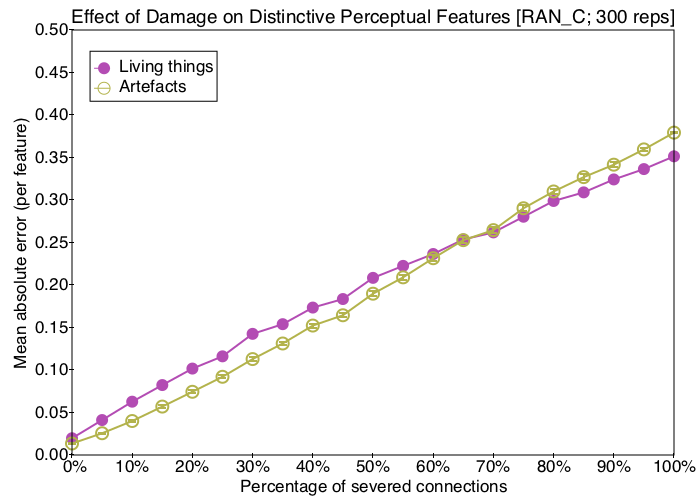 Effect of Damage on Distinctive Perceptual Features [RAN_C; 300 reps]
0.50
0.45
0.40
0.35
0.30
0.25
0.20
0.15
0.10
0.05
0.00
Mean absolute error (per feature)
Living things
Artefacts
0% 10% 20% 30% 40% 50% 60% 70% 80% 90% 100%
Percentage of severed connections